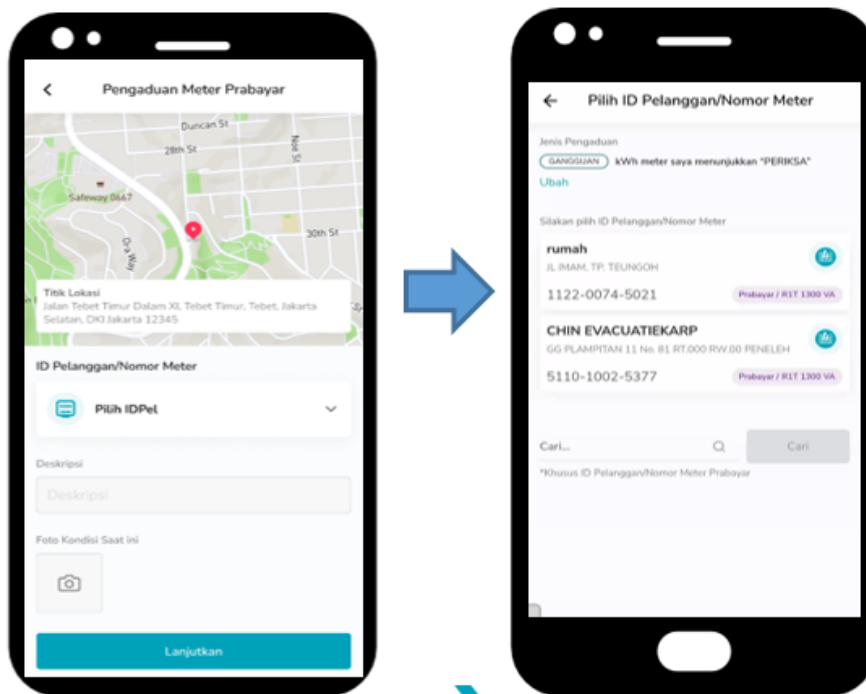 Pengaduan Meter Prabayar
Duncan St
28th St
Noe St
Safeway 0667
Ora Way
30th St
Titik Lokasi
Jalan Tebet Timur Dalam XI, Tebet Timur, Tebet, Jakarta
Selatan, DKI Jakarta 12345
ID Pelanggan/Nomor Meter
Pilih IDPel
Deskripsi
Deskripsi
Foto Kondisi Saat ini
Lanjutkan
Pilih ID Pelanggan/Nomor Meter
Jenis Pengaduan
GANGGUAN kWh meter saya menunjukkan "PERIKSA"
Ubah
Silakan pilih ID Pelanggan/Nomor Meter
rumah
JL IMAM, TP. TEUNGOH
1122-0074-5021 Prabayar / R1T 1300 VA
CHIN EVACUATIEKARP
GG PLAMPITAN 11 No. 81 RT.000 RW.00 PENELEH
5110-1002-5377 Prabayar / R1T 1300 VA
Cari... Cari
*Khusus ID Pelanggan/Nomor Meter Prabayar